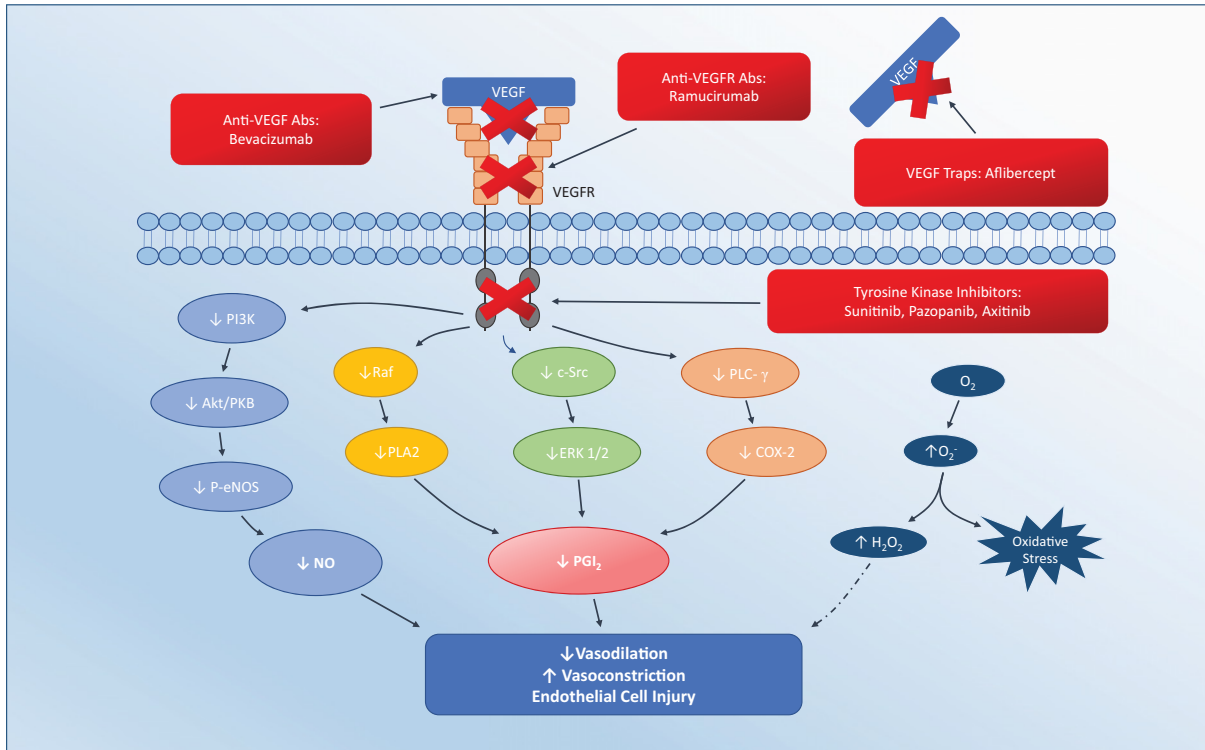 VEGF
Anti-VEGFR Abs:
Ramucirumab
VEGF
Anti-VEGF Abs:
Bevacizumab
VEGF Traps: Aflibercept
VEGFR
Tyrosine Kinase Inhibitors:
Sunitinib, Pazopanib, Axitinib
↓ PI3K
↓Raf
↓ c-Src
↓ PLC- γ
O₂
↓ Akt/PKB
↓PLA2
↓ERK 1/2
↓ COX-2
↑O₂⁻
↓ P-eNOS
↑ H₂O₂
Oxidative
Stress
↓ NO
↓ PGI₂
↓Vasodilation
↑ Vasoconstriction
Endothelial Cell Injury